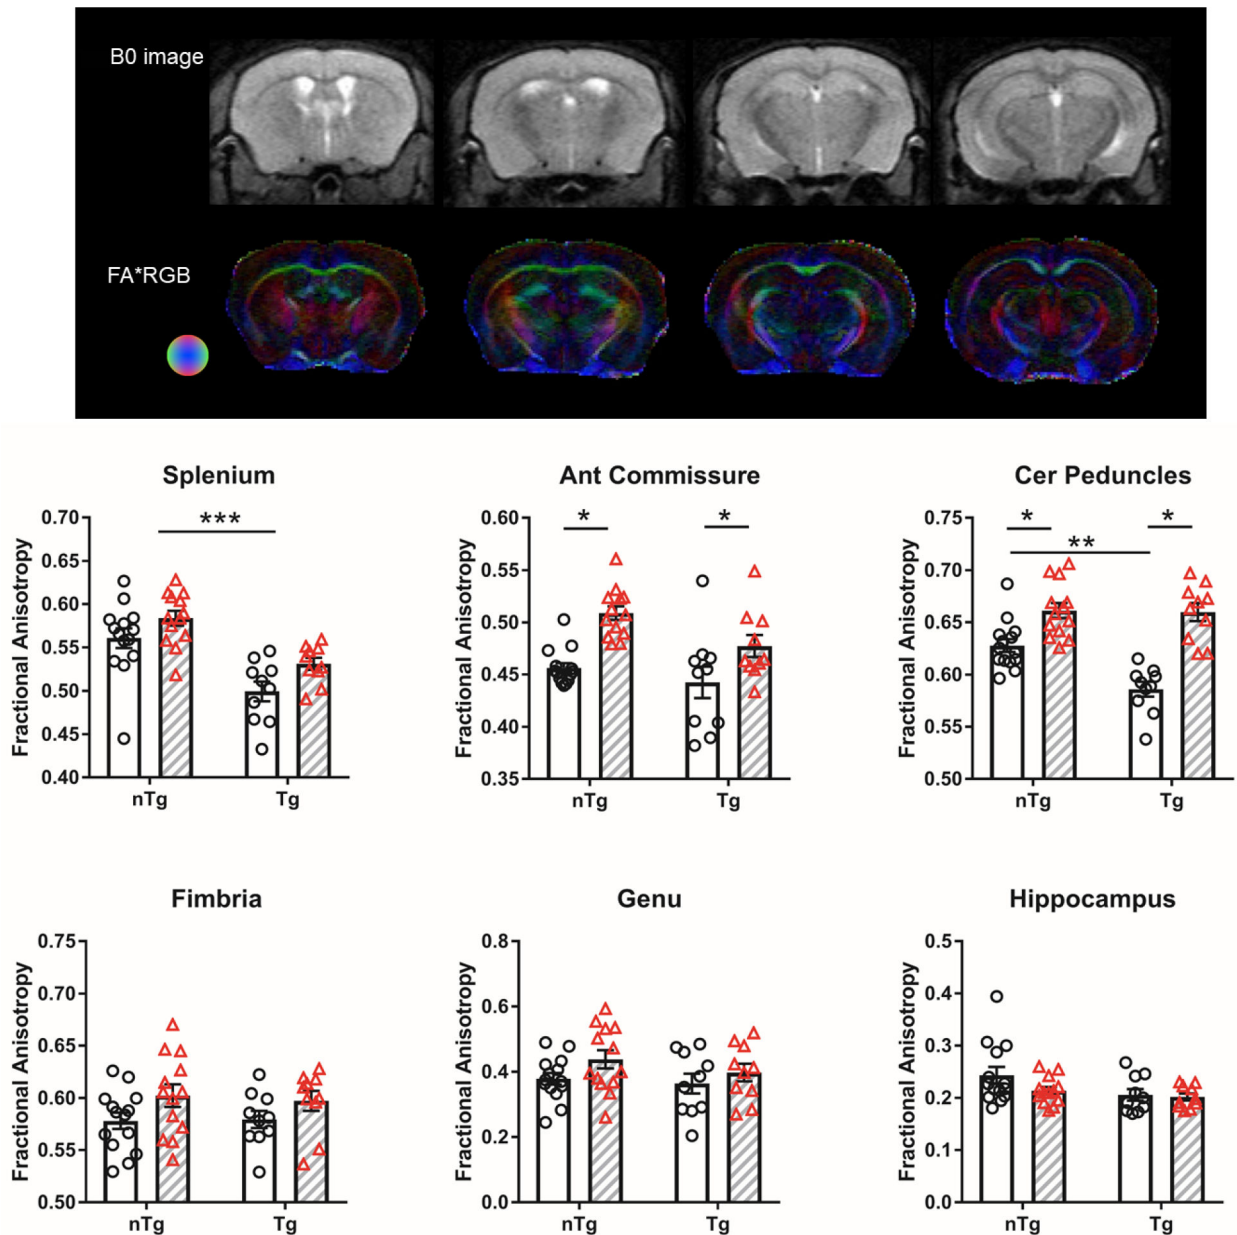 B0 image
FA*RGB
Splenium
Ant Commissure
Cer Peduncles
***
*
*
*
**
*
Fractional Anisotropy
0.70
0.65
0.60
0.55
0.50
0.45
0.40
nTg
Tg
Fractional Anisotropy
0.60
0.55
0.50
0.45
0.40
0.35
nTg
Tg
Fractional Anisotropy
0.75
0.70
0.65
0.60
0.55
0.50
nTg
Tg
Fimbria
Genu
Hippocampus
Fractional Anisotropy
0.75
0.70
0.65
0.60
0.55
0.50
nTg
Tg
Fractional Anisotropy
0.8
0.6
0.4
0.2
0.0
nTg
Tg
Fractional Anisotropy
0.5
0.4
0.3
0.2
0.1
0.0
nTg
Tg